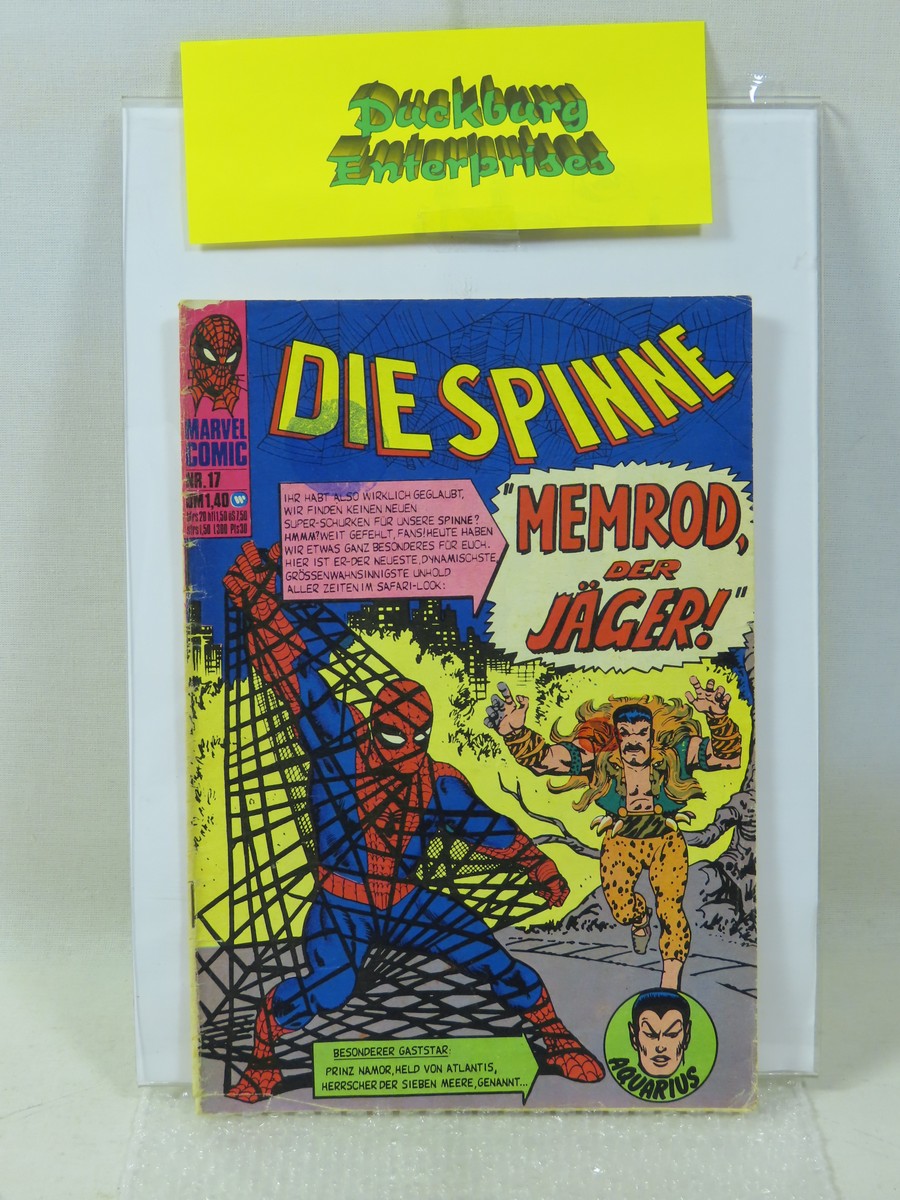 Duckburg
Enterprises
MARVEL
COMIC
NR. 17
DM 1,40
DIE SPINNE
IHR HABT ALSO WIRKLICH GEGLAUBT,
WIR FINDEN KEINEN NEUEN
SUPER-SCHURKEN FÜR UNSERE SPINNE?
HMMM? WEIT GEFEHLT, FANS! HEUTE HABEN
WIR ETWAS GANZ BESONDERES FÜR EUCH.
HIER IST ER-DER NEUESTE, DYNAMISCHSTE,
GRÖSSENWAHNSINNIGSTE UNHOLD
ALLER ZEITEN IM SAFARI-LOOK:
"MEMROD,
DER
JÄGER!"
BESONDERER GASTSTAR:
PRINZ NAMOR, HELD VON ATLANTIS,
HERRSCHER DER SIEBEN MEERE, GENANNT...
AQUARIUS